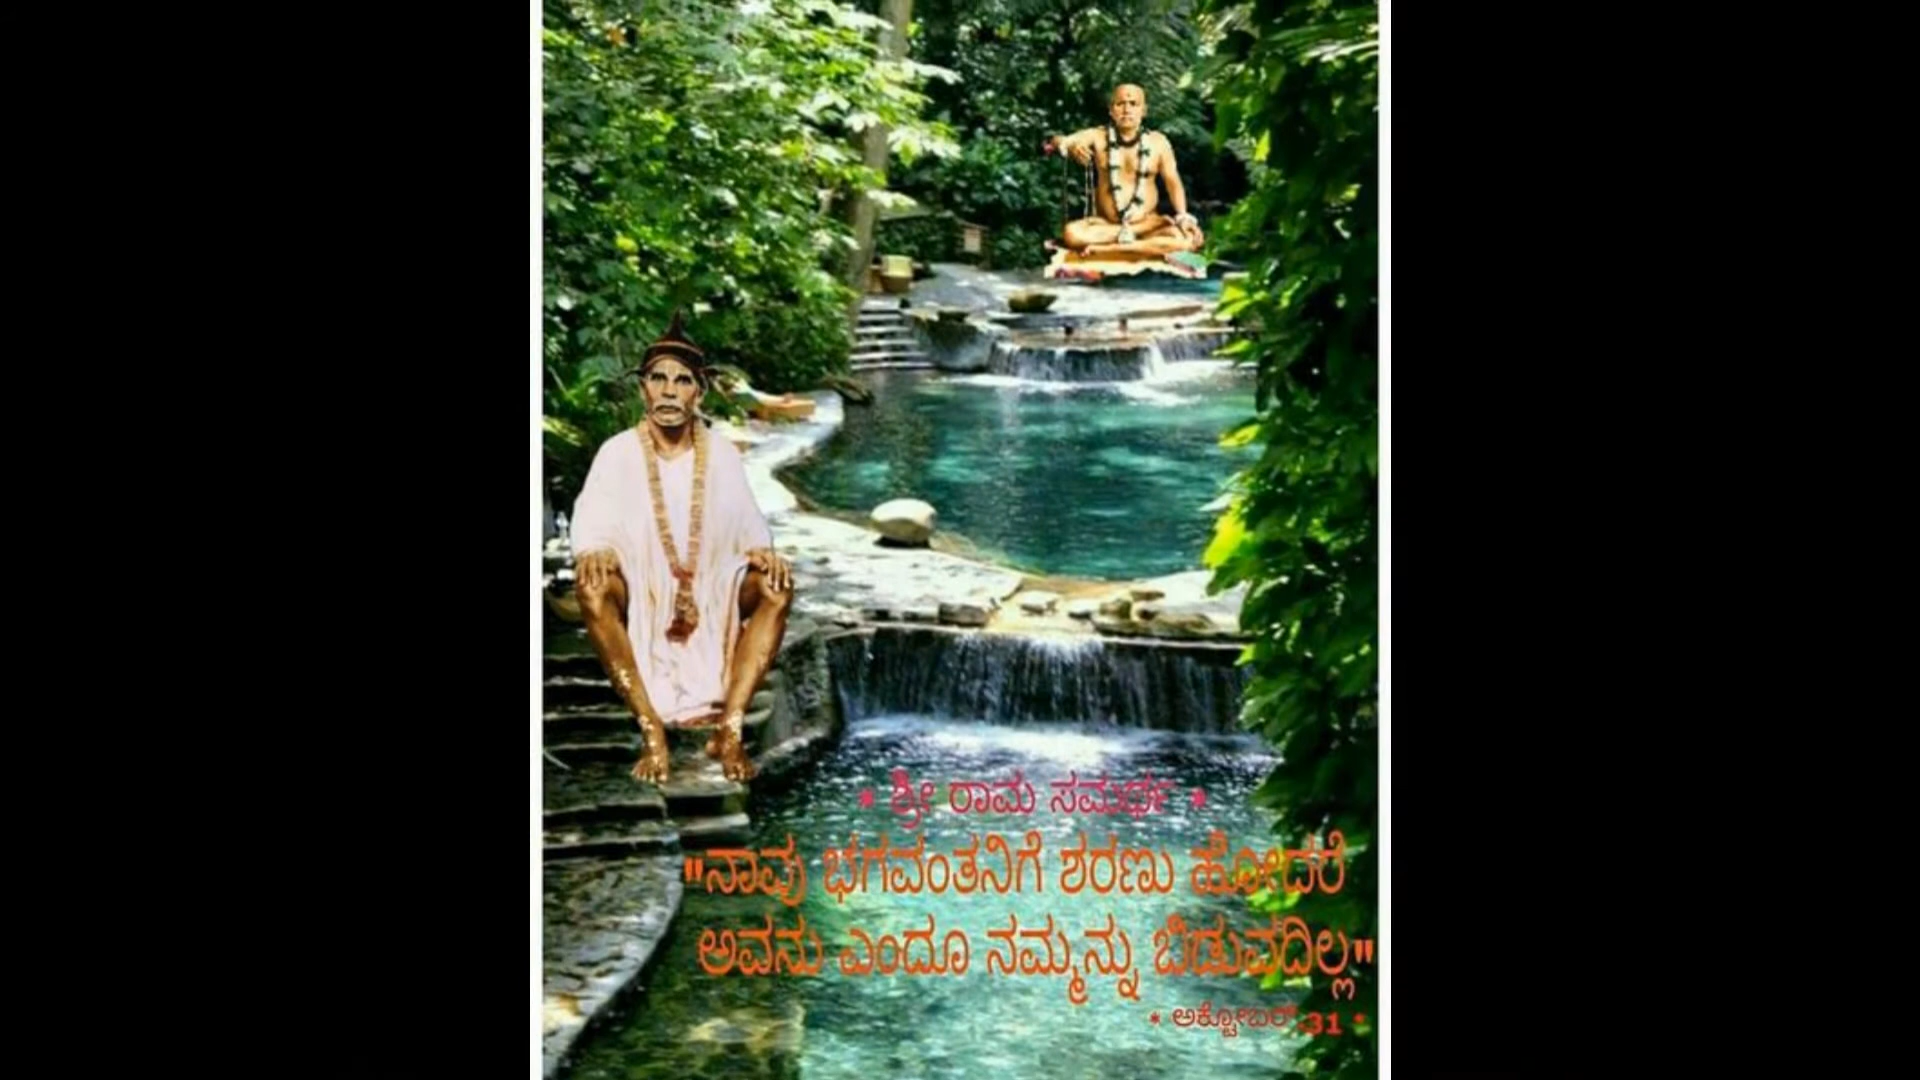 * ಶ್ರೀ ರಾಮ ಸಮರ್ಥ *
"ನಾವು ಭಗವಂತನಿಗೆ ಶರಣು ಹೋದರೆ
ಅವನು ಎಂದೂ ನಮ್ಮನ್ನು ಬಿಡುವದಿಲ್ಲ"
* ಅಕ್ಟೋಬರ್.31 *